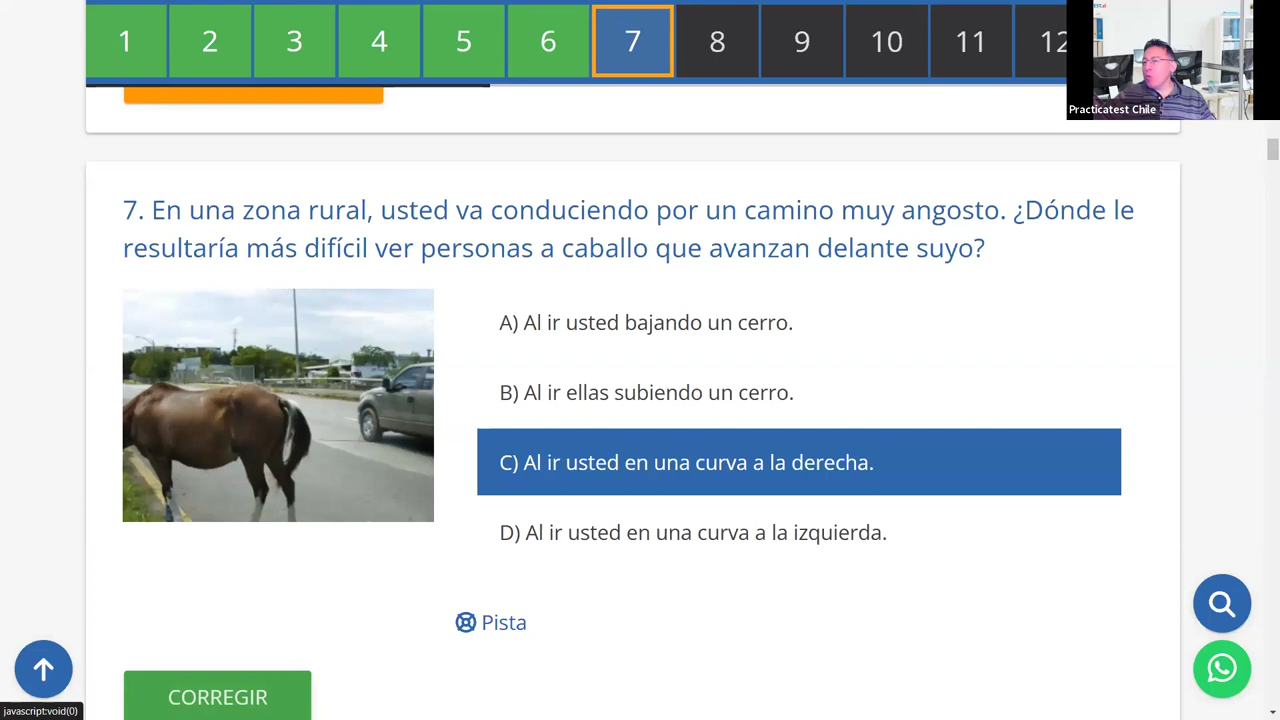 1 2 3 4 5 6 7 8 9 10 11 12
Practicatest Chile
7. En una zona rural, usted va conduciendo por un camino muy angosto. ¿Dónde le
resultaría más difícil ver personas a caballo que avanzan delante suyo?
A) Al ir usted bajando un cerro.
B) Al ir ellas subiendo un cerro.
C) Al ir usted en una curva a la derecha.
D) Al ir usted en una curva a la izquierda.
Pista
CORREGIR
javascript:void(0)